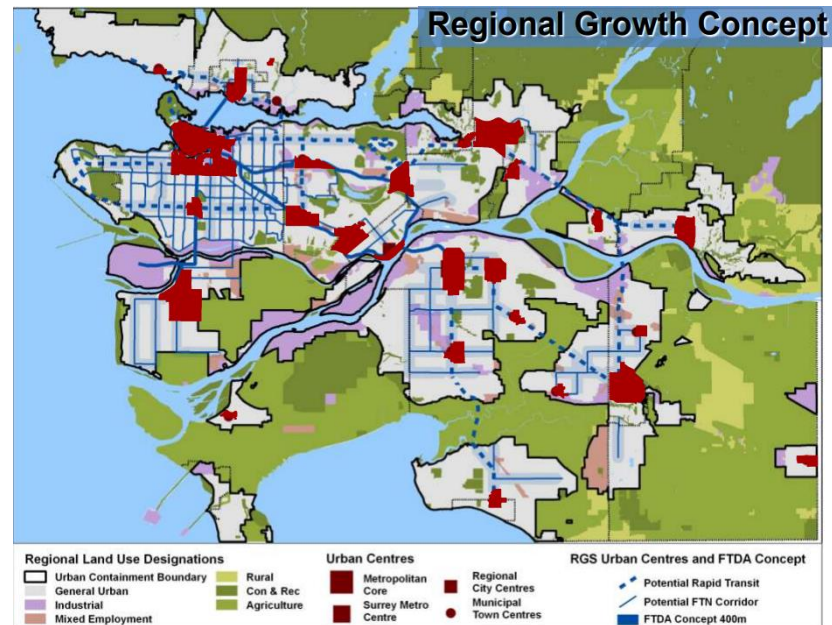 Regional Growth Concept
Regional Land Use Designations
Urban Containment Boundary
General Urban
Industrial
Mixed Employment
Rural
Con & Rec
Agriculture
Urban Centres
Metropolitan
Core
Surrey Metro
Centre
Regional
City Centres
Municipal
Town Centres
RGS Urban Centres and FTDA Concept
Potential Rapid Transit
Potential FTN Corridor
FTDA Concept 400m